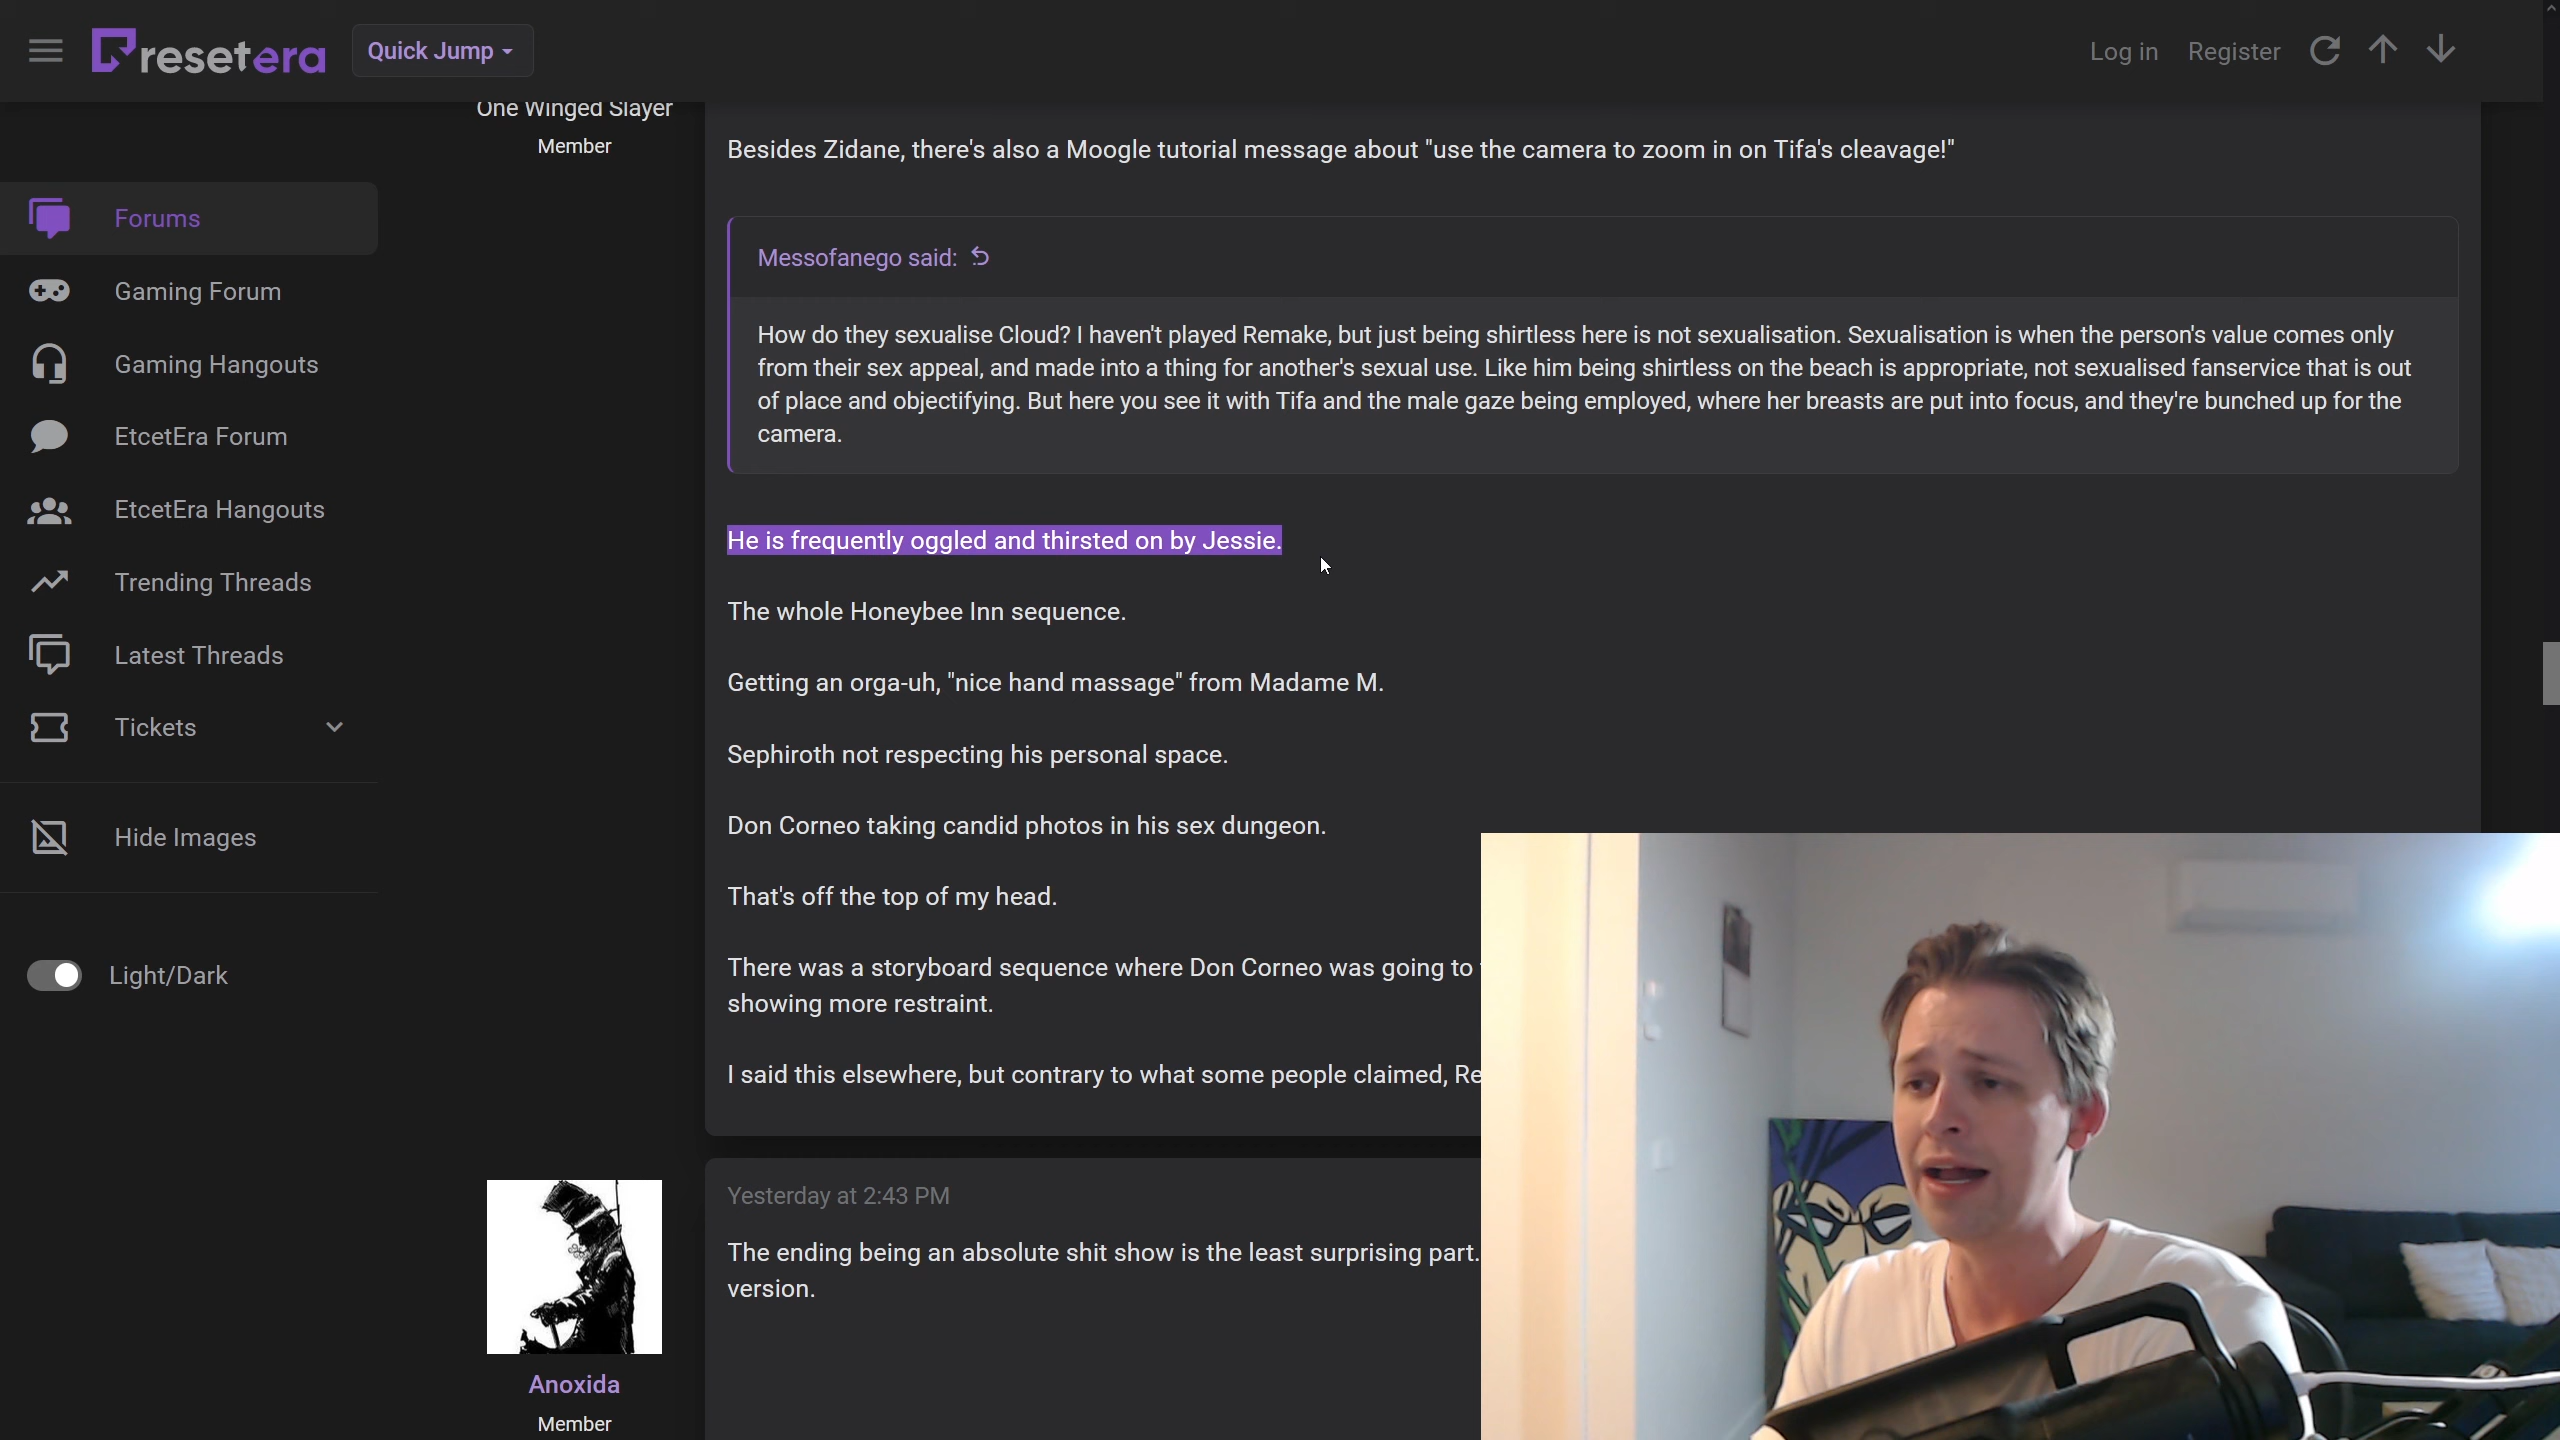 resetera
Quick Jump
Log in
Register
One Winged Slayer
Member
Besides Zidane, there's also a Moogle tutorial message about "use the camera to zoom in on Tifa's cleavage!"
Forums
Gaming Forum
Gaming Hangouts
EtcetEra Forum
EtcetEra Hangouts
Trending Threads
Latest Threads
Tickets
Hide Images
Light/Dark
Messofanego said:
How do they sexualise Cloud? I haven't played Remake, but just being shirtless here is not sexualisation. Sexualisation is when the person's value comes only
from their sex appeal, and made into a thing for another's sexual use. Like him being shirtless on the beach is appropriate, not sexualised fanservice that is out
of place and objectifying. But here you see it with Tifa and the male gaze being employed, where her breasts are put into focus, and they're bunched up for the
camera.
He is frequently oggled and thirsted on by Jessie.
The whole Honeybee Inn sequence.
Getting an orga-uh, "nice hand massage" from Madame M.
Sephiroth not respecting his personal space.
Don Corneo taking candid photos in his sex dungeon.
That's off the top of my head.
There was a storyboard sequence where Don Corneo was going to
showing more restraint.
I said this elsewhere, but contrary to what some people claimed, Re
Yesterday at 2:43 PM
The ending being an absolute shit show is the least surprising part.
version.
Anoxida
Member